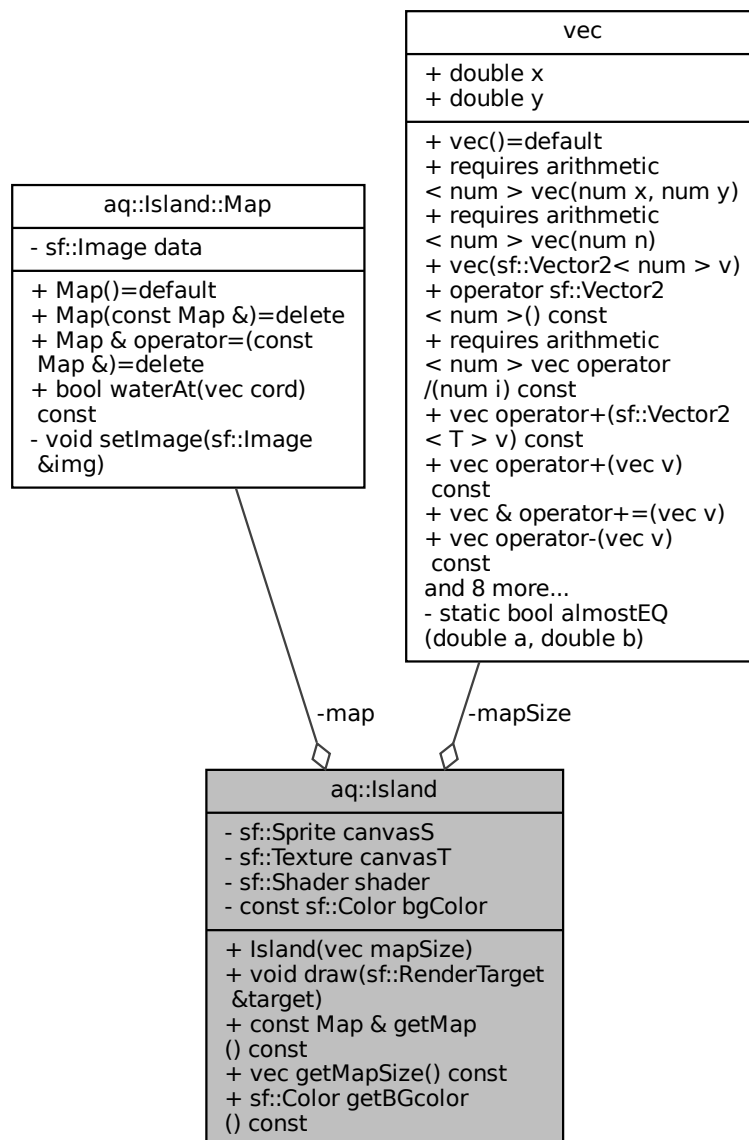 vec
+ double x
+ double y
+ vec()=default
+ requires arithmetic
< num > vec(num x, num y)
+ requires arithmetic
< num > vec(num n)
+ vec(sf::Vector2< num > v)
+ operator sf::Vector2
< num >() const
+ requires arithmetic
< num > vec operator
/(num i) const
+ vec operator+(sf::Vector2
< T > v) const
+ vec operator+(vec v)
const
+ vec & operator+=(vec v)
+ vec operator-(vec v)
const
and 8 more...
- static bool almostEQ
(double a, double b)
aq::Island::Map
- sf::Image data
+ Map()=default
+ Map(const Map &)=delete
+ Map & operator=(const
Map &)=delete
+ bool waterAt(vec cord)
const
- void setImage(sf::Image
&img)
-map
-mapSize
aq::Island
- sf::Sprite canvasS
- sf::Texture canvasT
- sf::Shader shader
- const sf::Color bgColor
+ Island(vec mapSize)
+ void draw(sf::RenderTarget
&target)
+ const Map & getMap
() const
+ vec getMapSize() const
+ sf::Color getBGcolor
() const